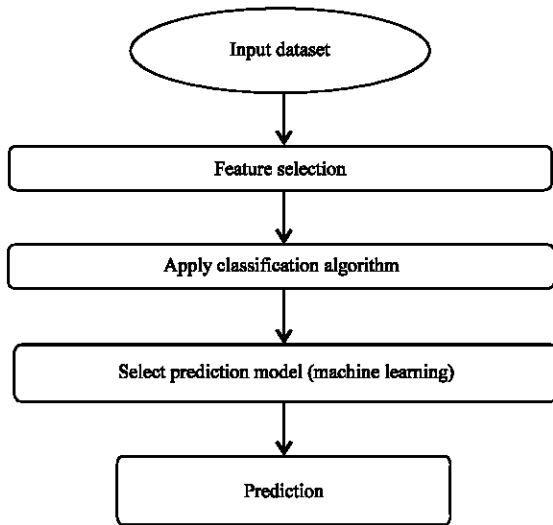 Input dataset
Feature selection
Apply classification algorithm
Select prediction model (machine learning)
Prediction